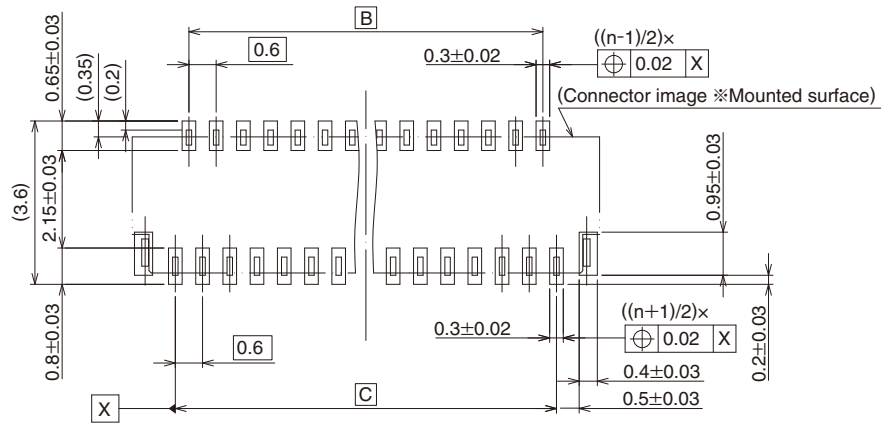 B
0.6
0.3±0.02
((n-1)/2)×
⌖ 0.02 X
(Connector image ※Mounted surface)
0.65±0.03
(0.35)
(0.2)
(3.6)
2.15±0.03
0.8±0.03
0.95±0.03
0.2±0.03
0.6
0.3±0.02
((n+1)/2)×
⌖ 0.02 X
0.4±0.03
0.5±0.03
X
C